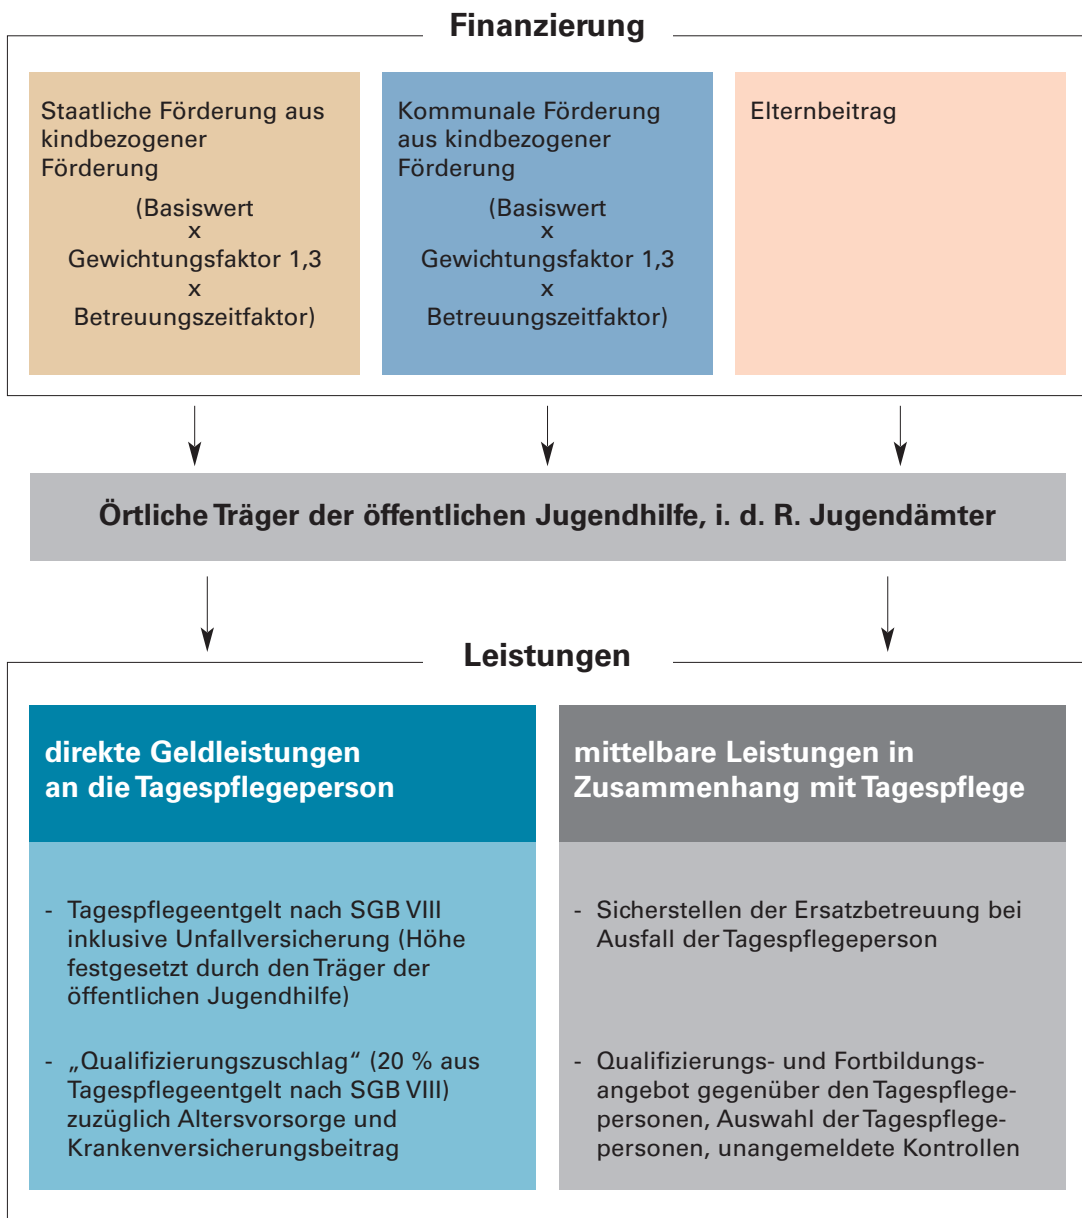 Finanzierung
Staatliche Förderung aus
kindbezogener
Förderung
(Basiswert
x
Gewichtungsfaktor 1,3
x
Betreuungszeitfaktor)
Kommunale Förderung
aus kindbezogener
Förderung
(Basiswert
x
Gewichtungsfaktor 1,3
x
Betreuungszeitfaktor)
Elternbeitrag
Örtliche Träger der öffentlichen Jugendhilfe, i. d. R. Jugendämter
Leistungen
direkte Geldleistungen
an die Tagespflegeperson
- Tagespflegeentgelt nach SGB VIII
inklusive Unfallversicherung (Höhe
festgesetzt durch den Träger der
öffentlichen Jugendhilfe)
- „Qualifizierungszuschlag“ (20 % aus
Tagespflegeentgelt nach SGB VIII)
zuzüglich Altersvorsorge und
Krankenversicherungsbeitrag
mittelbare Leistungen in
Zusammenhang mit Tagespflege
- Sicherstellen der Ersatzbetreuung bei
Ausfall der Tagespflegeperson
- Qualifizierungs- und Fortbildungs-
angebot gegenüber den Tagespflege-
personen, Auswahl der Tagespflege-
personen, unangemeldete Kontrollen